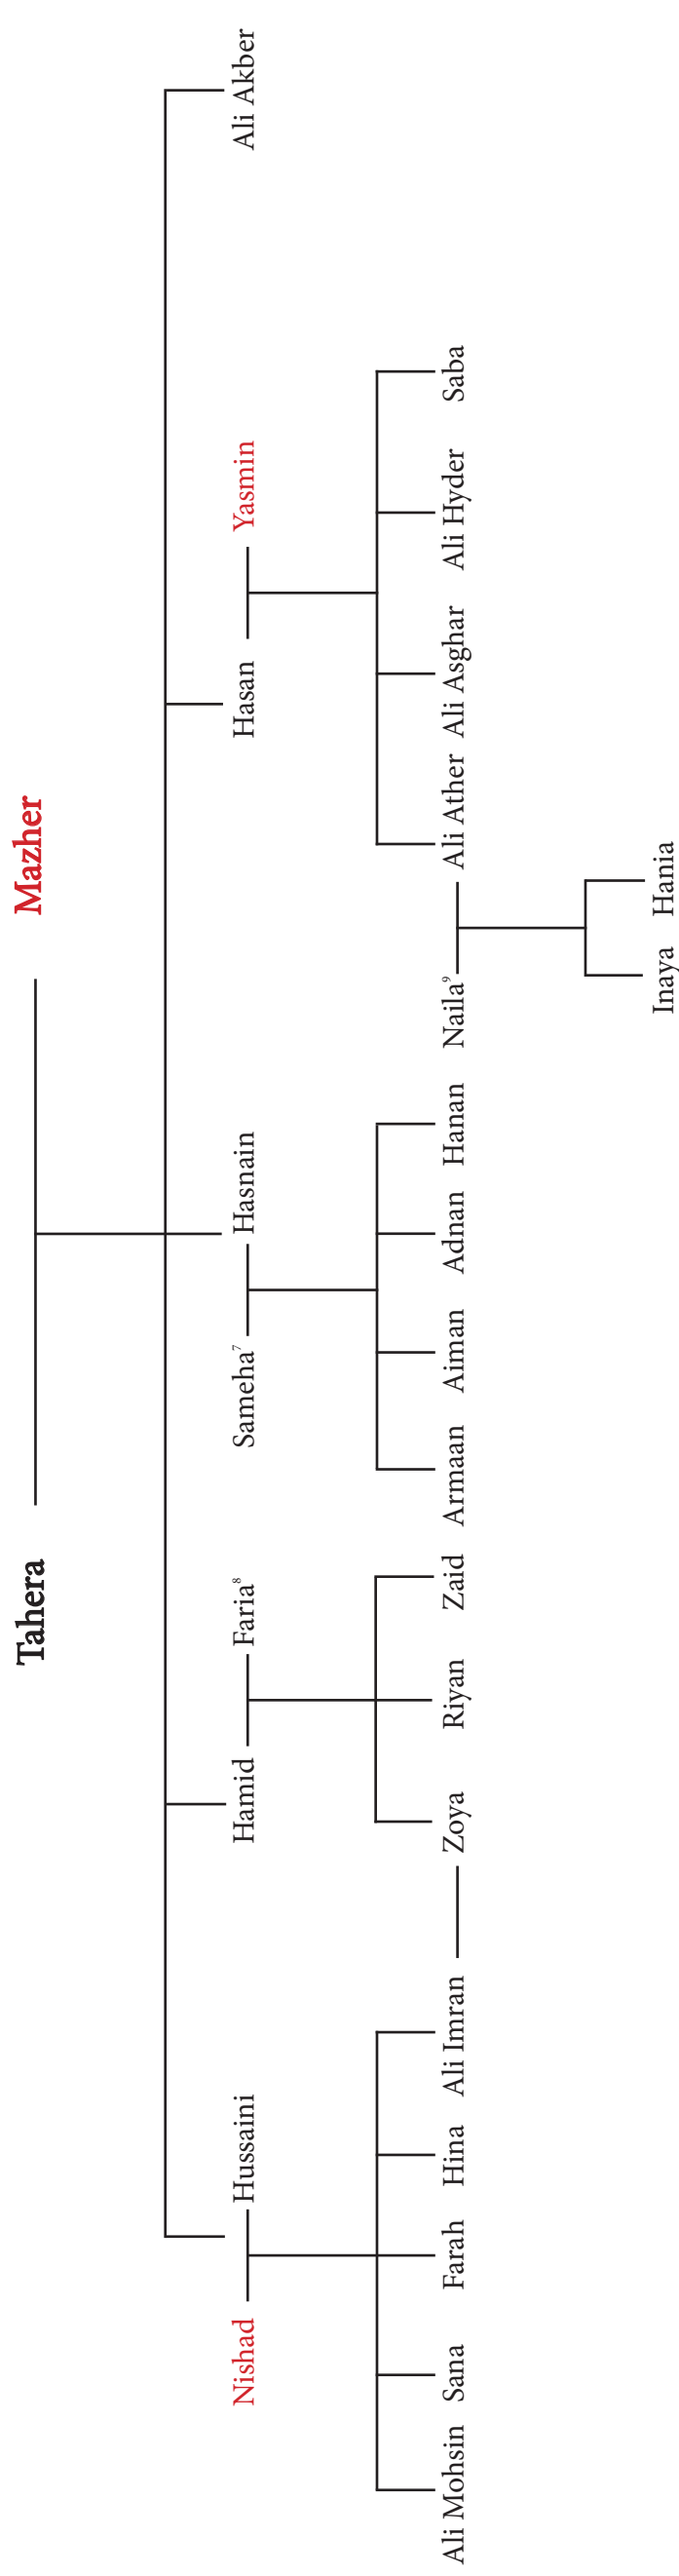 Tahera Mazher
Nishad Hussaini Hamid Faria⁸ Sameha⁷ Hasnain Hasan Yasmin Ali Akber
Ali Mohsin Sana Farah Hina Ali Imran Zoya Riyan Zaid Armaan Aiman Adnan Hanan Naila⁹ Ali Ather Ali Asghar Ali Hyder Saba
Inaya Hania